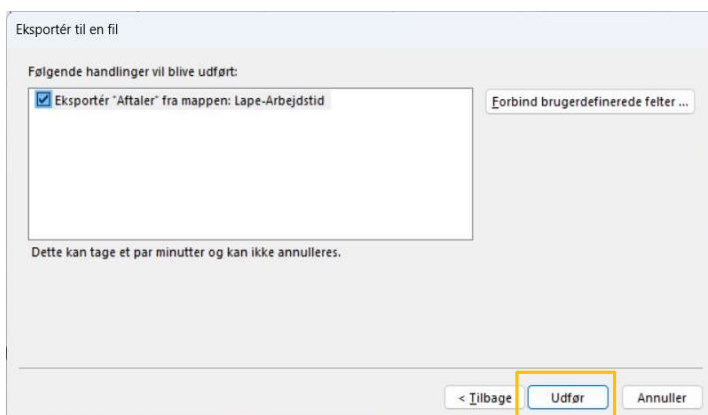 Eksportér til en fil
Følgende handlinger vil blive udført:
Eksportér "Aftaler" fra mappen: Lape-Arbejdstid
Forbind brugerdefinerede felter ...
Dette kan tage et par minutter og kan ikke annulleres.
< Tilbage Udfør Annuller